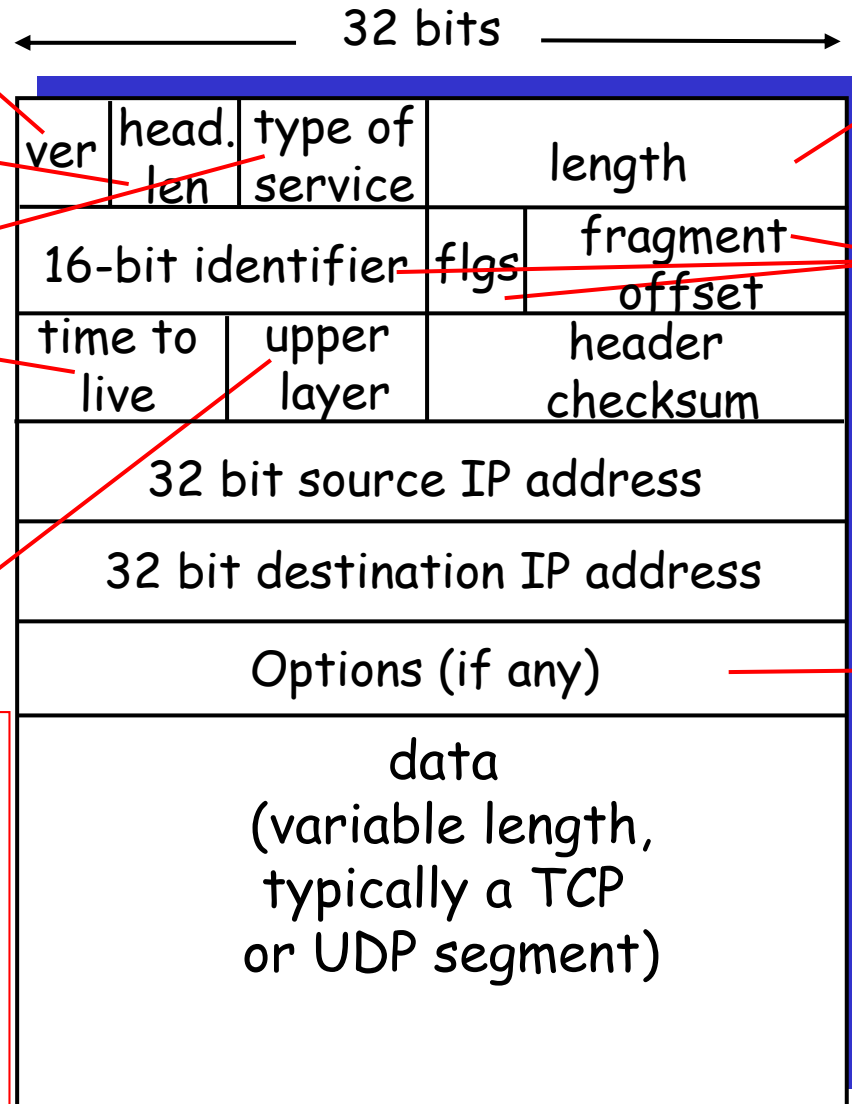 32 bits
ver
head.
len
type of
service
length
16-bit identifier
flgs
fragment
offset
time to
live
upper
layer
header
checksum
32 bit source IP address
32 bit destination IP address
Options (if any)
data
(variable length,
typically a TCP
or UDP segment)